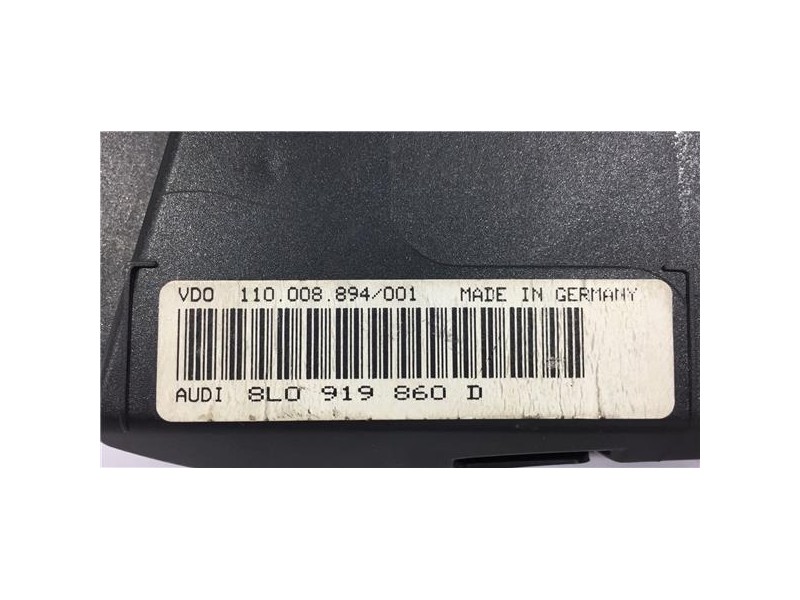 VDO 110.008.894/001 MADE IN GERMANY
AUDI 8L0 919 860 D